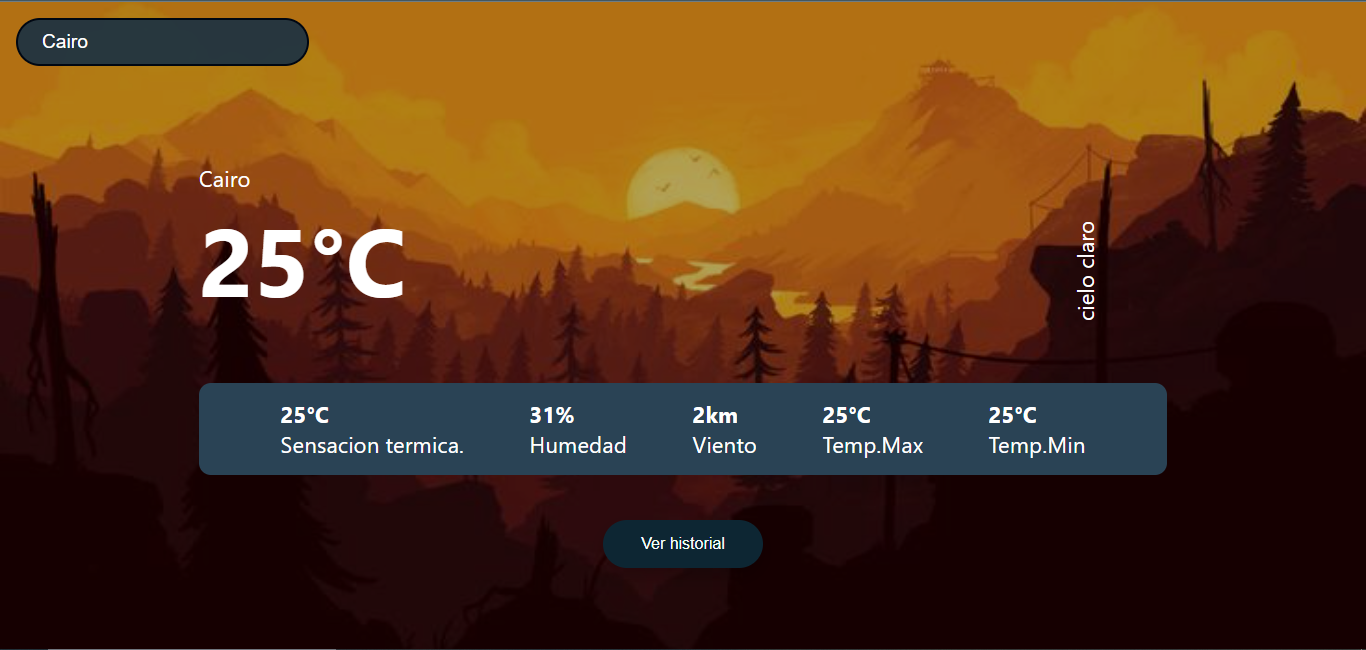 Cairo
Cairo
25°C
cielo claro
25°C
Sensacion termica.
31%
Humedad
2km
Viento
25°C
Temp.Max
25°C
Temp.Min
Ver historial